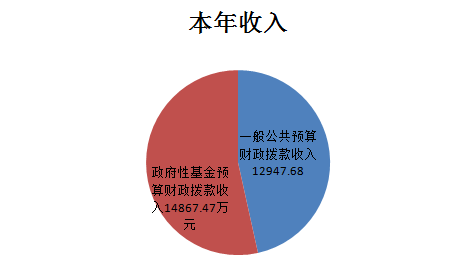 本年收入
一般公共预算
财政拨款收入
12947.68
政府性基金预
算财政拨款收
入14867.47万
元